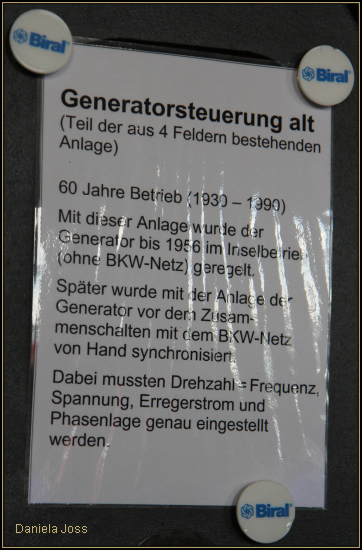 Biral
Biral
Generatorsteuerung alt
(Teil der aus 4 Feldern bestehenden
Anlage)
60 Jahre Betrieb (1930 – 1990)
Mit dieser Anlage wurde der
Generator bis 1956 im Inselbetrieb
(ohne BKW-Netz) geregelt.
Später wurde mit der Anlage der
Generator vor dem Zusam-
menschalten mit dem BKW-Netz
von Hand synchronisiert.
Dabei mussten Drehzahl=Frequenz,
Spannung, Erregerstrom und
Phasenlage genau eingestellt
werden.
Biral
Daniela Joss